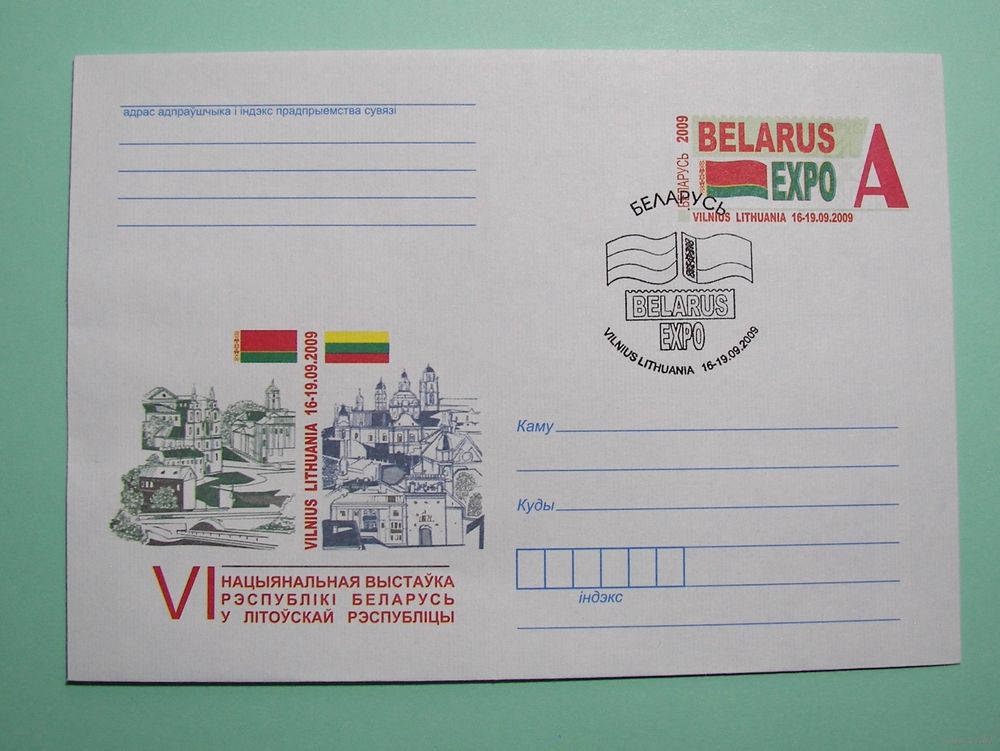 адрас адпраўшчыка і індэкс прадпрыемства сувязі
БЕЛАРУСЬ 2009
BELARUS
EXPO
A
VILNIUS LITHUANIA 16-19.09.2009
БЕЛАРУСЬ
BELARUS
EXPO
VILNIUS LITHUANIA 16-19.09.2009
VILNIUS LITHUANIA 16-19.09.2009
VI НАЦЫЯНАЛЬНАЯ ВЫСТАЎКА
РЭСПУБЛІКІ БЕЛАРУСЬ
У ЛІТОЎСКАЙ РЭСПУБЛІЦЫ
Каму
Куды
індэкс